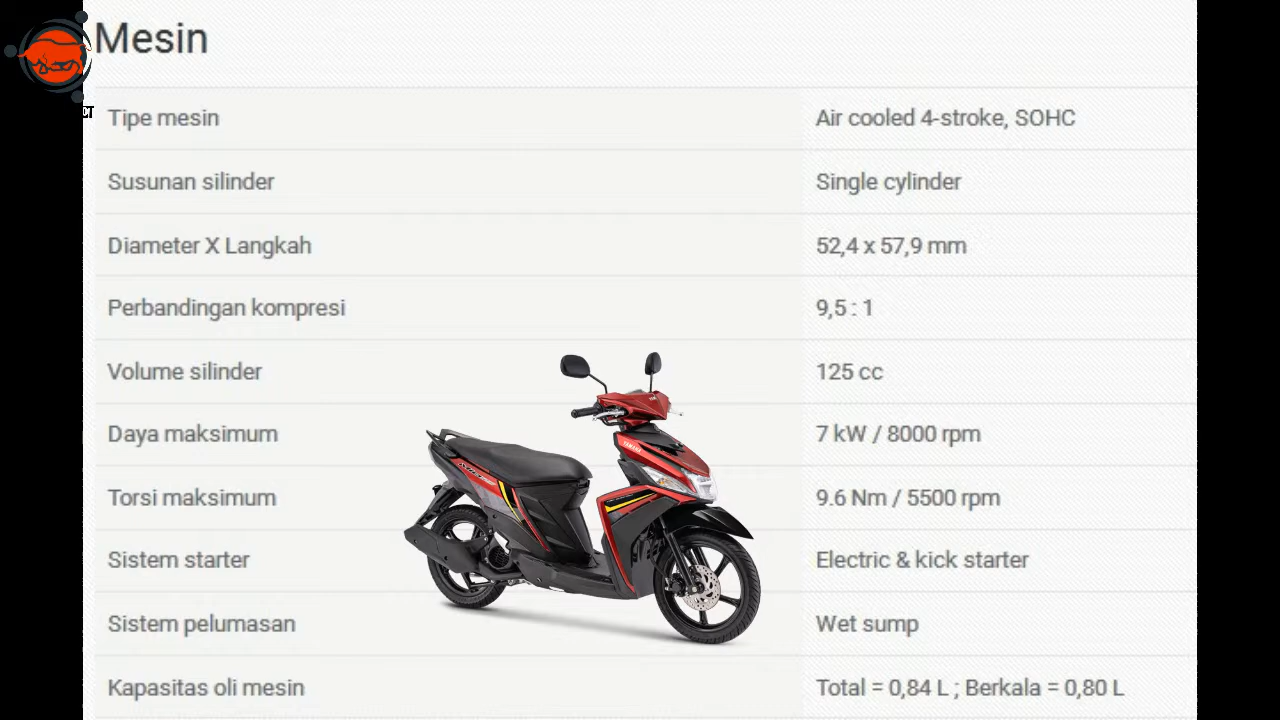 Mesin
CT
Tipe mesin Air cooled 4-stroke, SOHC
Susunan silinder Single cylinder
Diameter X Langkah 52,4 x 57,9 mm
Perbandingan kompresi 9,5 : 1
Volume silinder 125 cc
Daya maksimum 7 kW / 8000 rpm
Torsi maksimum 9.6 Nm / 5500 rpm
Sistem starter Electric & kick starter
Sistem pelumasan Wet sump
Kapasitas oli mesin Total = 0,84 L ; Berkala = 0,80 L
YAMAHA